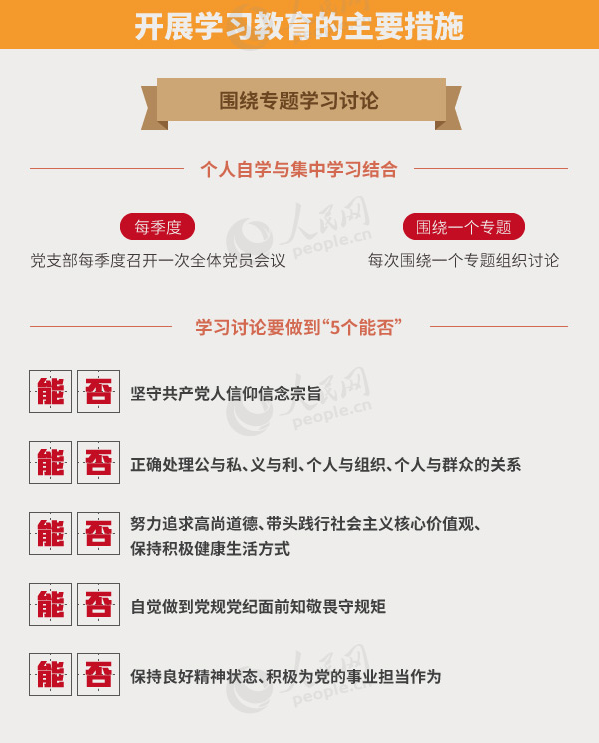 开展学习教育的主要措施
围绕专题学习讨论
个人自学与集中学习结合
每季度
围绕一个专题
党支部每季度召开一次全体党员会议
每次围绕一个专题组织讨论
学习讨论要做到“5个能否”
能否
坚守共产党人信仰信念宗旨
能否
正确处理公与私、义与利、个人与组织、个人与群众的关系
能否
努力追求高尚道德、带头践行社会主义核心价值观、
保持积极健康生活方式
能否
自觉做到党规党纪面前知敬畏守规矩
能否
保持良好精神状态、积极为党的事业担当作为
人民网
people.cn
人民网
people.cn
人民网
people.cn